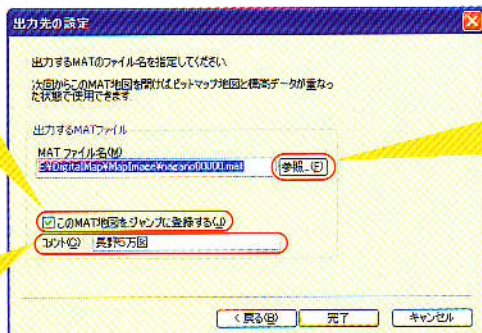 出力先の設定
出力するMATのファイル名を指定してください.
次回からこのMAT地図を開けばビットマップ地図と標高データが重なっ
た状態で使用できます.
出力するMATファイル
MAT ファイル名(M)
E:¥DigitalMap¥MapImage¥nagano00000.mat
参照...(F)
このMAT地図をジャンプに登録する(J)
コメント(O)
長野5万図
< 戻る(B)
完了
キャンセル